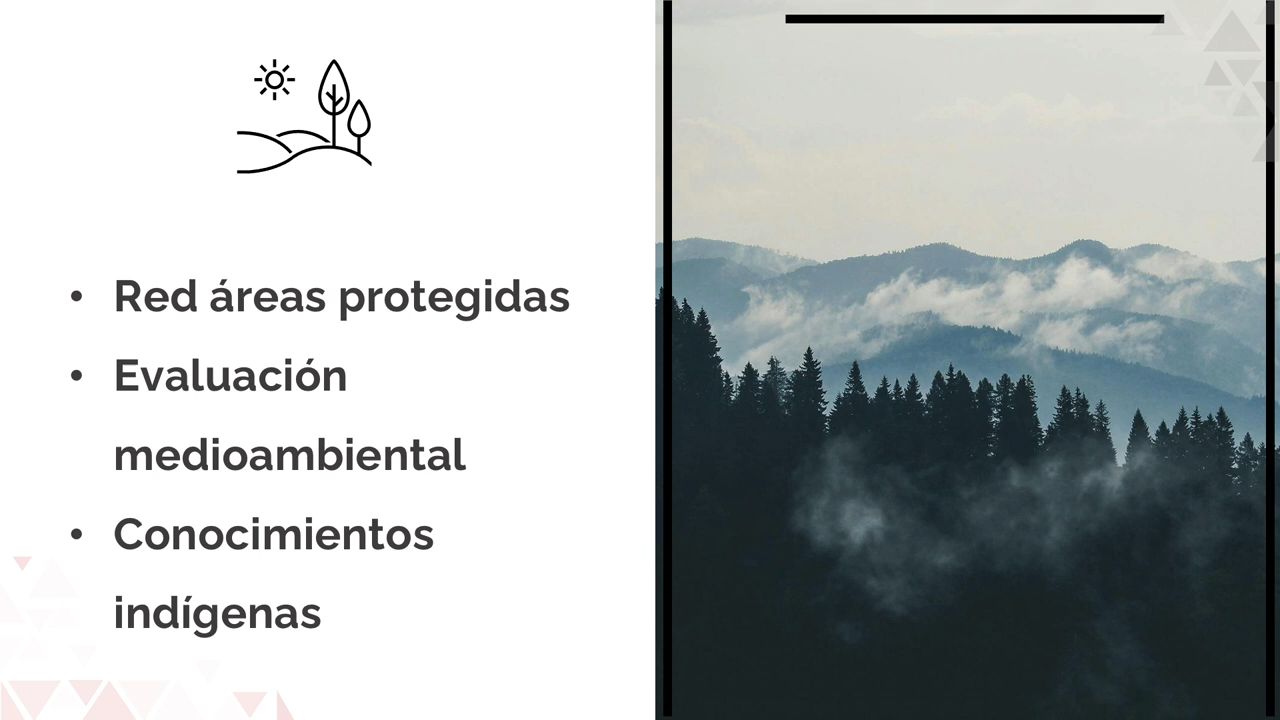 • Red áreas protegidas
• Evaluación
medioambiental
• Conocimientos
indígenas